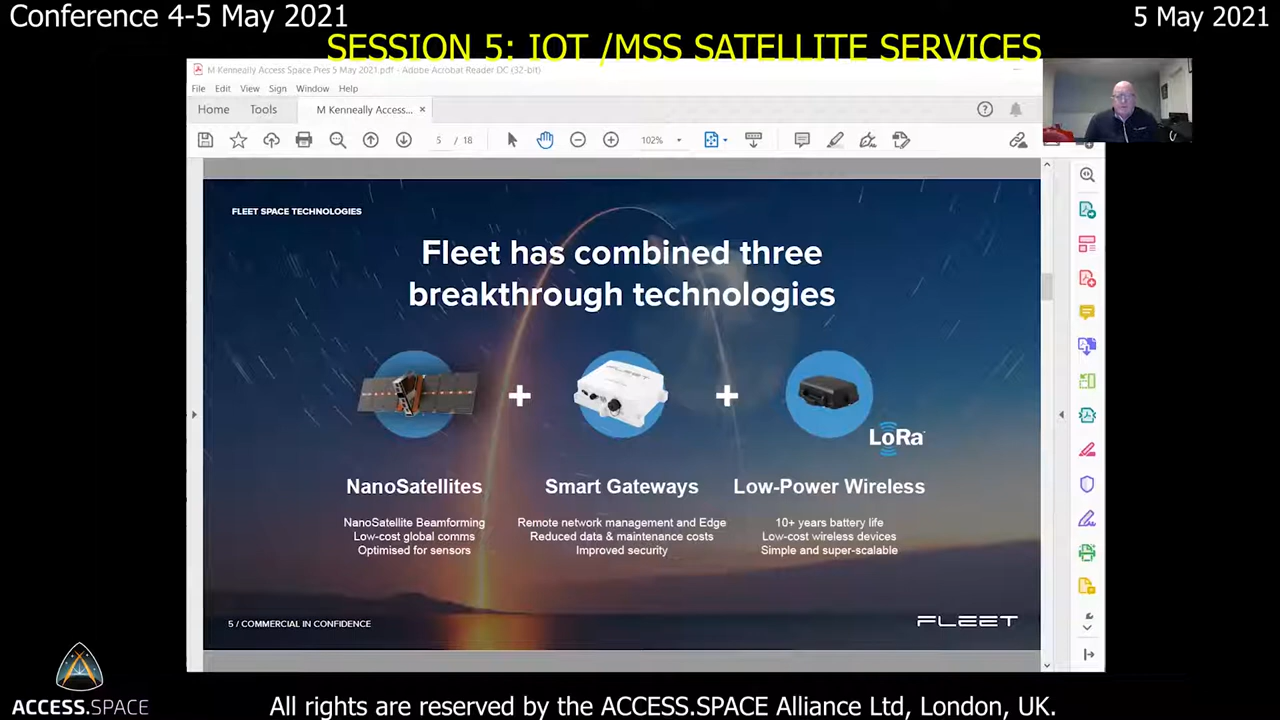 Conference 4-5 May 2021
5 May 2021
SESSION 5: IOT /MSS SATELLITE SERVICES
M Kenneally Access Space Pres 5 May 2021.pdf - Adobe Acrobat Reader DC (32-bit)
File Edit View Sign Window Help
Home Tools M Kenneally Access... ×
5 / 18 102%
FLEET SPACE TECHNOLOGIES
Fleet has combined three
breakthrough technologies
FLEET
+ +
LoRa
NanoSatellites Smart Gateways Low-Power Wireless
NanoSatellite Beamforming Remote network management and Edge 10+ years battery life
Low-cost global comms Reduced data & maintenance costs Low-cost wireless devices
Optimised for sensors Improved security Simple and super-scalable
5 / COMMERCIAL IN CONFIDENCE
FLEET
ACCESS.SPACE
All rights are reserved by the ACCESS.SPACE Alliance Ltd, London, UK.